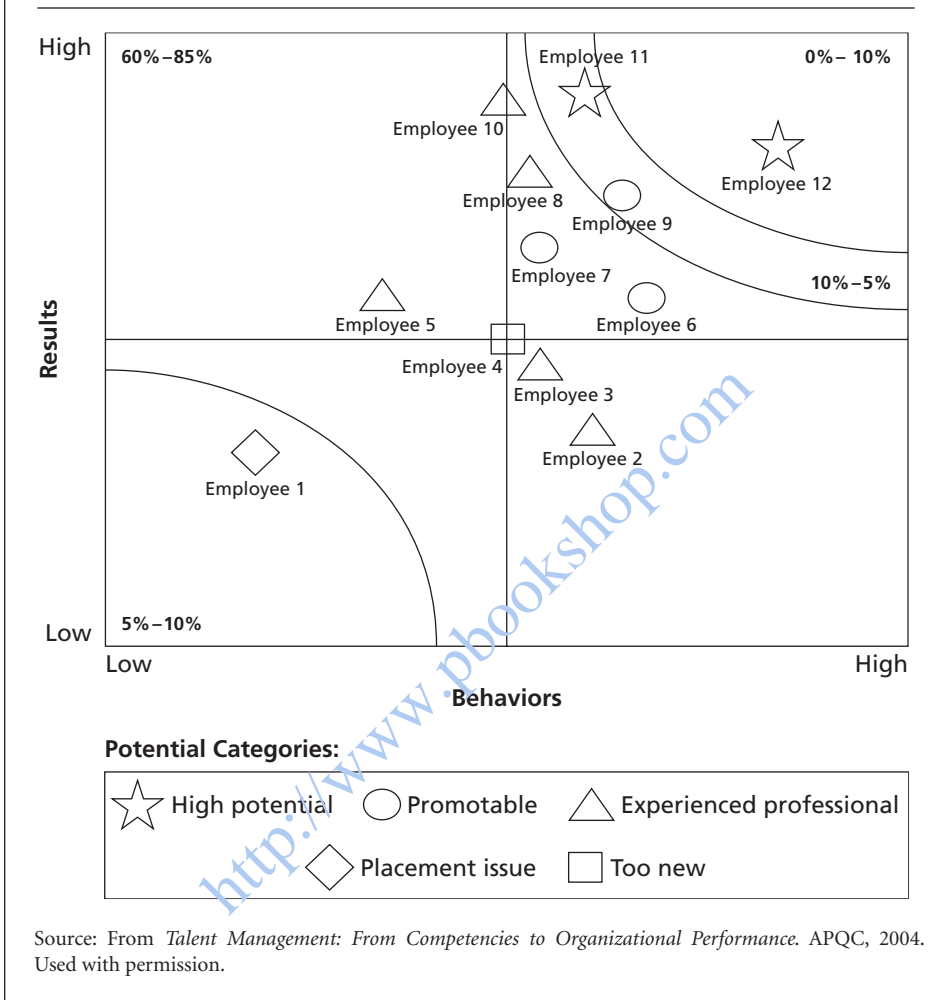 High
60%–85%
Employee 11
0%– 10%
Employee 10
Employee 12
Employee 8
Employee 9
Employee 7
10%–5%
Employee 5
Employee 6
Results
Employee 4
Employee 3
Employee 2
Employee 1
5%–10%
Low
Low
High
Behaviors
http://www.pbookshop.com
Potential Categories:
High potential
Promotable
Experienced professional
Placement issue
Too new
Source: From Talent Management: From Competencies to Organizational Performance. APQC, 2004.
Used with permission.